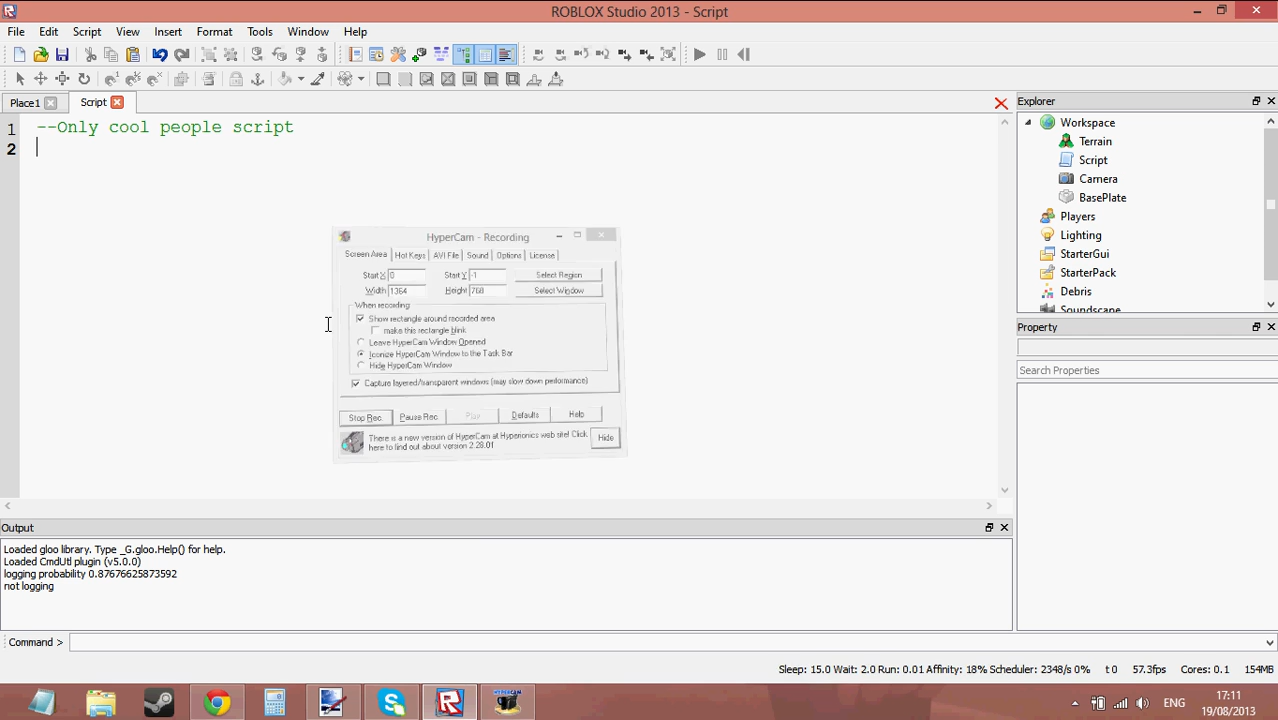 ROBLOX Studio 2013 - Script
File Edit Script View Insert Format Tools Window Help
Place1 Script
1 --Only cool people script
2
HyperCam - Recording
Screen Area Hot Keys AVI File Sound Options License
Start X 0 Start Y -1 Select Region
Width 1364 Height 768 Select Window
When recording:
Show rectangle around recorded area
make this rectangle blink
Leave HyperCam Window Opened
Iconize HyperCam Window to the Task Bar
Hide HyperCam Window
Capture layered/transparent windows (may slow down performance)
Stop Rec. Pause Rec. Play Defaults Help
There is a new version of HyperCam at Hyperionics web site! Click
here to find out about version 2.28.01
Hide
Explorer
Workspace
Terrain
Script
Camera
BasePlate
Players
Lighting
StarterGui
StarterPack
Debris
Soundscape
Property
Search Properties
Output
Loaded gloo library. Type _G.gloo.Help() for help.
Loaded CmdUtl plugin (v5.0.0)
logging probability 0.87676625873592
not logging
Command >
Sleep: 15.0 Wait: 2.0 Run: 0.01 Affinity: 18% Scheduler: 2348/s 0% t 0 57.3fps Cores: 0.1 154MB
ENG
17:11
19/08/2013